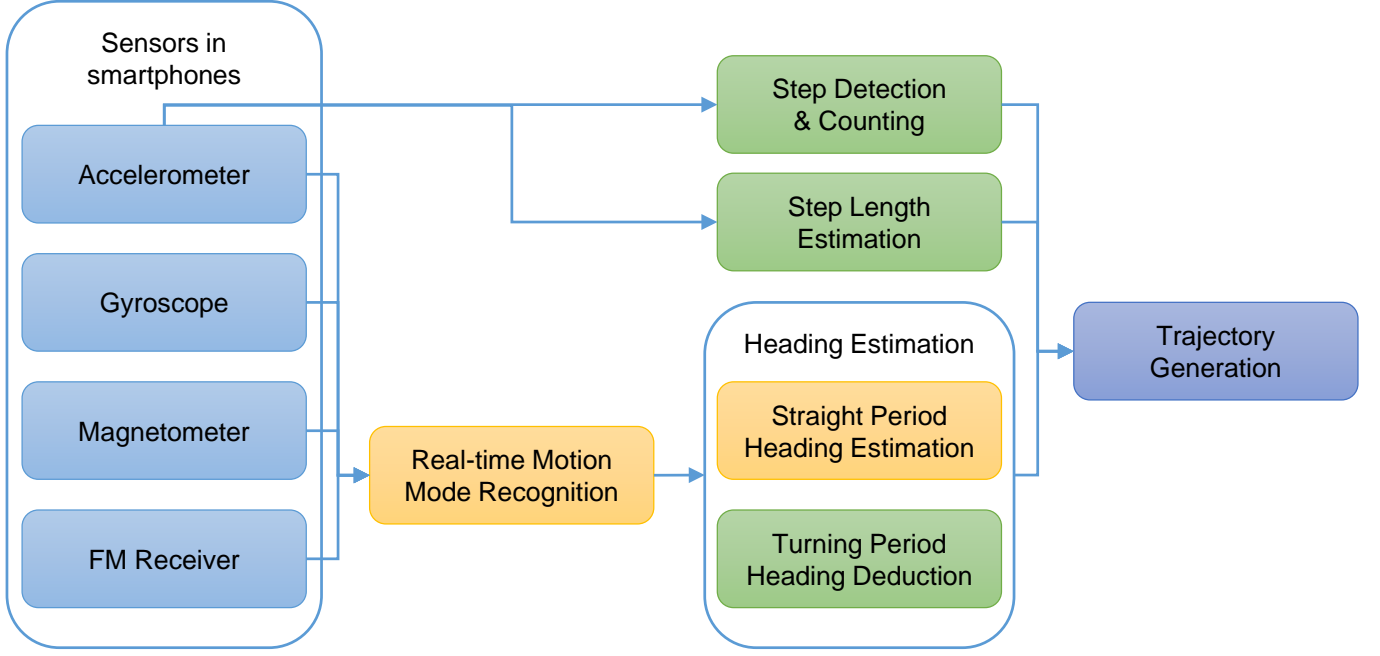 Sensors in
smartphones
Accelerometer
Gyroscope
Magnetometer
FM Receiver
Real-time Motion
Mode Recognition
Step Detection
& Counting
Step Length
Estimation
Heading Estimation
Straight Period
Heading Estimation
Turning Period
Heading Deduction
Trajectory
Generation